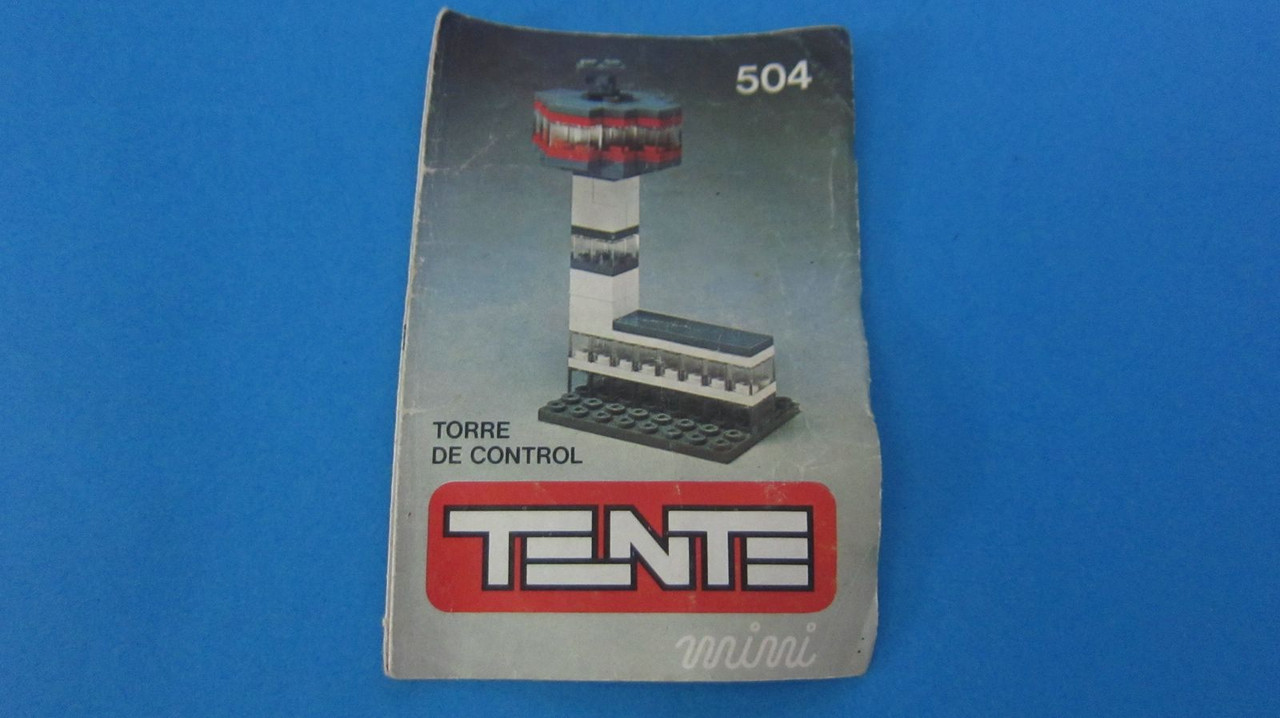 504
TORRE
DE CONTROL
TENTE
mini